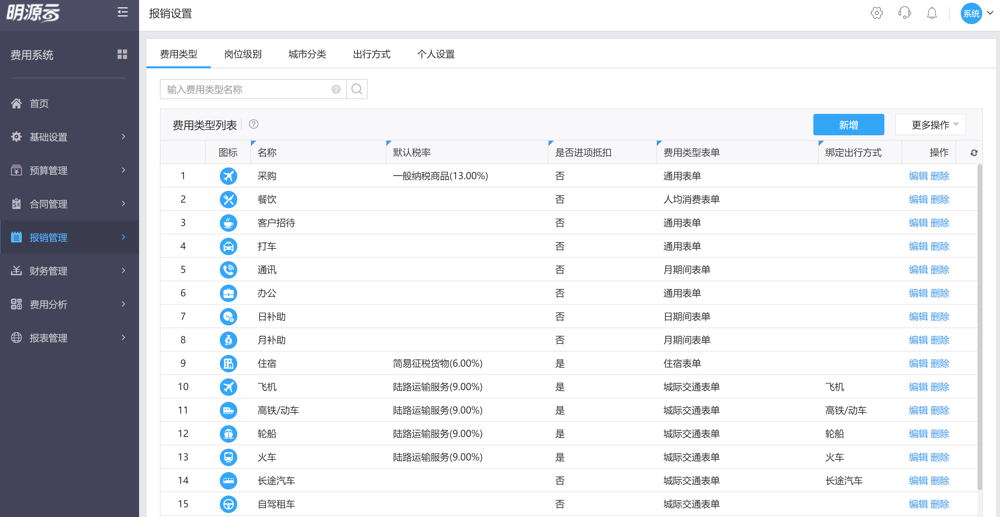 明源云
报销设置
系统
费用系统
首页
基础设置
预算管理
合同管理
报销管理
财务管理
费用分析
报表管理
费用类型 岗位级别 城市分类 出行方式 个人设置
输入费用类型名称 ?
费用类型列表 ? 新增 更多操作
图标 名称 默认税率 是否进项抵扣 费用类型表单 绑定出行方式 操作
1 采购 一般纳税商品(13.00%) 否 通用表单 编辑 删除
2 餐饮 否 人均消费表单 编辑 删除
3 客户招待 否 通用表单 编辑 删除
4 打车 否 通用表单 编辑 删除
5 通讯 否 月期间表单 编辑 删除
6 办公 否 通用表单 编辑 删除
7 日补助 否 日期间表单 编辑 删除
8 月补助 否 月期间表单 编辑 删除
9 住宿 简易征税货物(6.00%) 是 住宿表单 编辑 删除
10 飞机 陆路运输服务(9.00%) 是 城际交通表单 飞机 编辑 删除
11 高铁/动车 陆路运输服务(9.00%) 是 城际交通表单 高铁/动车 编辑 删除
12 轮船 陆路运输服务(9.00%) 是 城际交通表单 轮船 编辑 删除
13 火车 陆路运输服务(9.00%) 是 城际交通表单 火车 编辑 删除
14 长途汽车 否 城际交通表单 长途汽车 编辑 删除
15 自驾租车 否 城际交通表单 编辑 删除